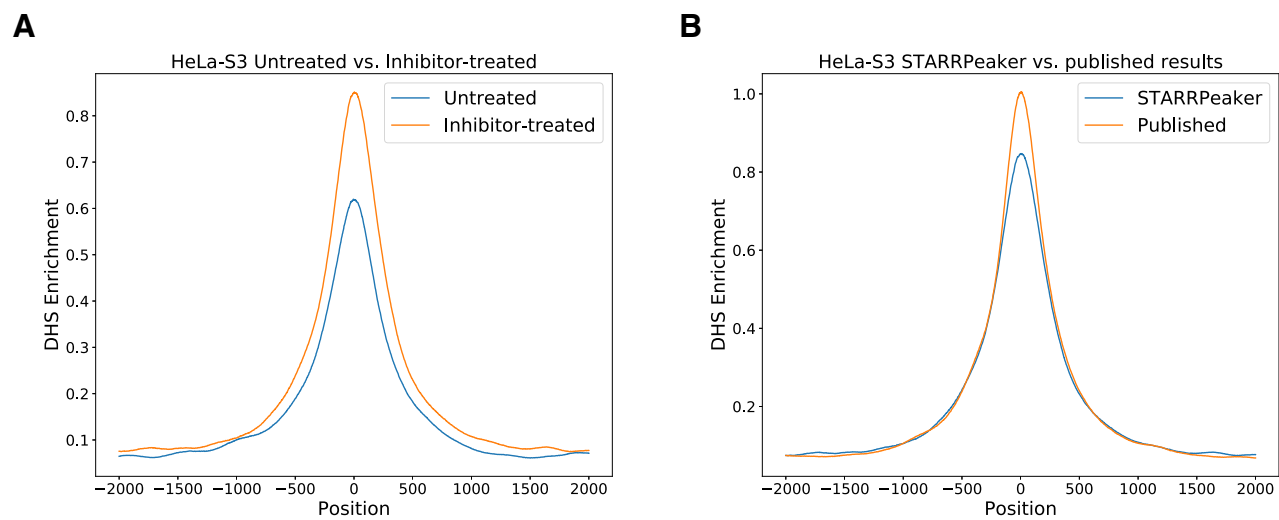 A
HeLa-S3 Untreated vs. Inhibitor-treated
Untreated
Inhibitor-treated
DHS Enrichment
0.8
0.7
0.6
0.5
0.4
0.3
0.2
0.1
−2000 −1500 −1000 −500 0 500 1000 1500 2000
Position
B
HeLa-S3 STARRPeaker vs. published results
STARRPeaker
Published
DHS Enrichment
1.0
0.8
0.6
0.4
0.2
−2000 −1500 −1000 −500 0 500 1000 1500 2000
Position